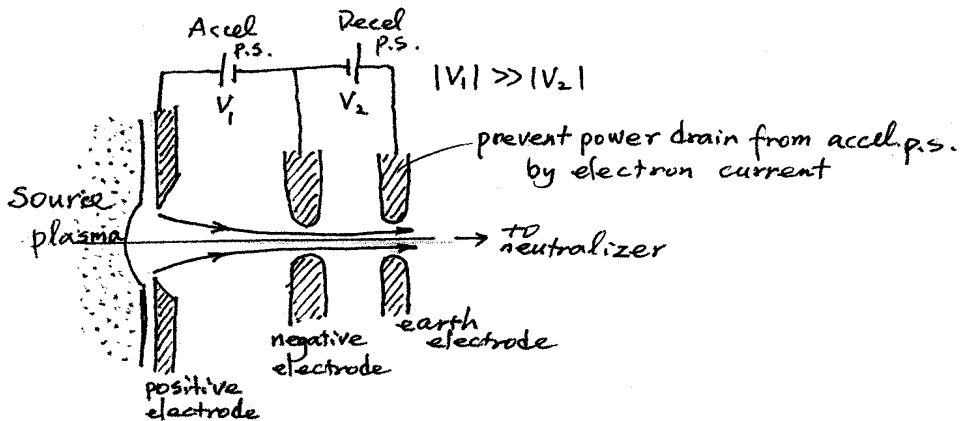 Accel
p.s.
V₁
Decel
p.s.
V₂
|V₁| ≫ |V₂|
prevent power drain from accel. p.s.
by electron current
Source
plasma
to
neutralizer
positive
electrode
negative
electrode
earth
electrode